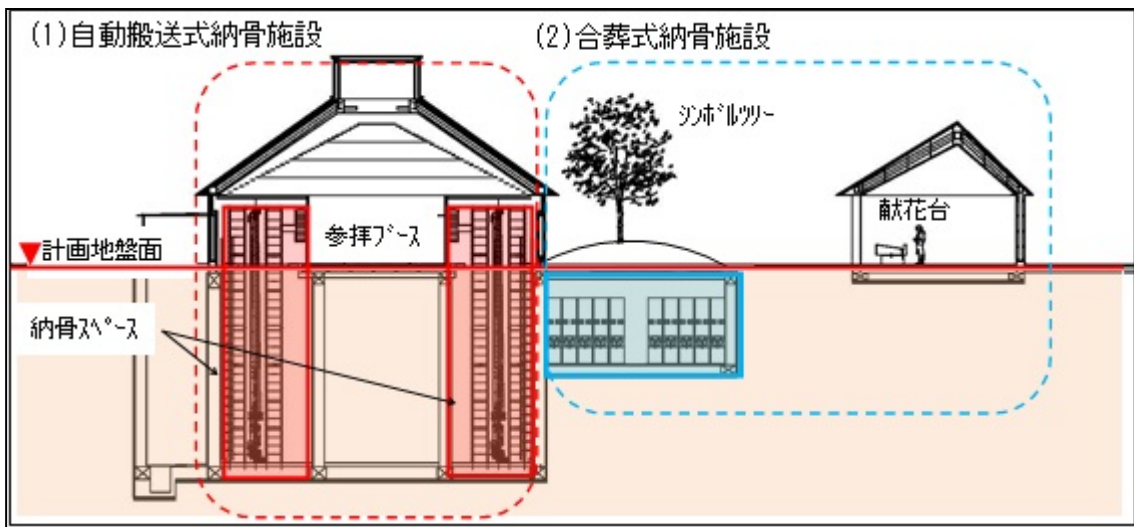 (1)自動搬送式納骨施設
(2)合葬式納骨施設
シンボルツリー
参拝ブース
献花台
▼計画地盤面
納骨スペース